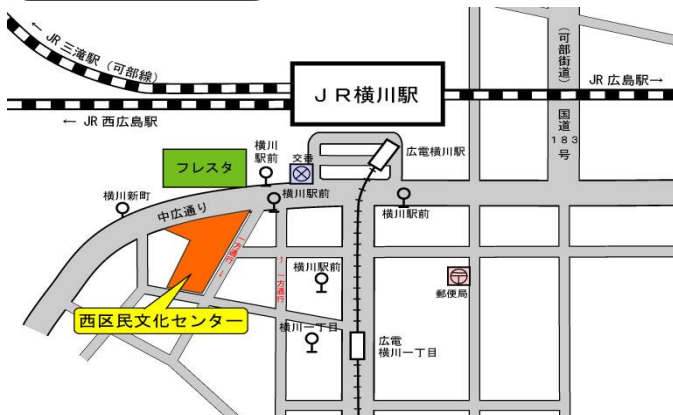 ← JR 三滝駅（可部線）
ＪＲ横川駅
（可部街道）
JR 広島駅→
← JR 西広島駅
国道
183
号
横川
駅前
交番
広電横川駅
フレスタ
横川新町
中広通り
横川駅前
横川駅前
一方通行→
横川駅前
←一方通行
〒
郵便局
西区民文化センター
横川一丁目
広電
横川一丁目